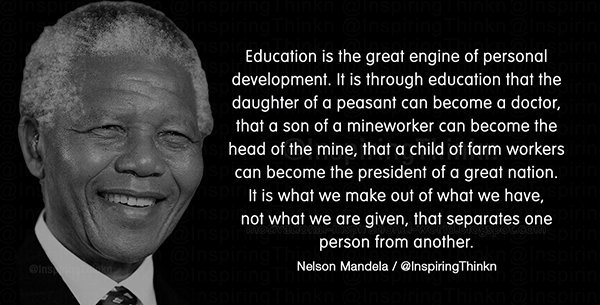 Education is the great engine of personal
development. It is through education that the
daughter of a peasant can become a doctor,
that a son of a mineworker can become the
head of the mine, that a child of farm workers
can become the president of a great nation.
It is what we make out of what we have,
not what we are given, that separates one
person from another.
Nelson Mandela / @InspiringThinkn
@InspiringThinkn